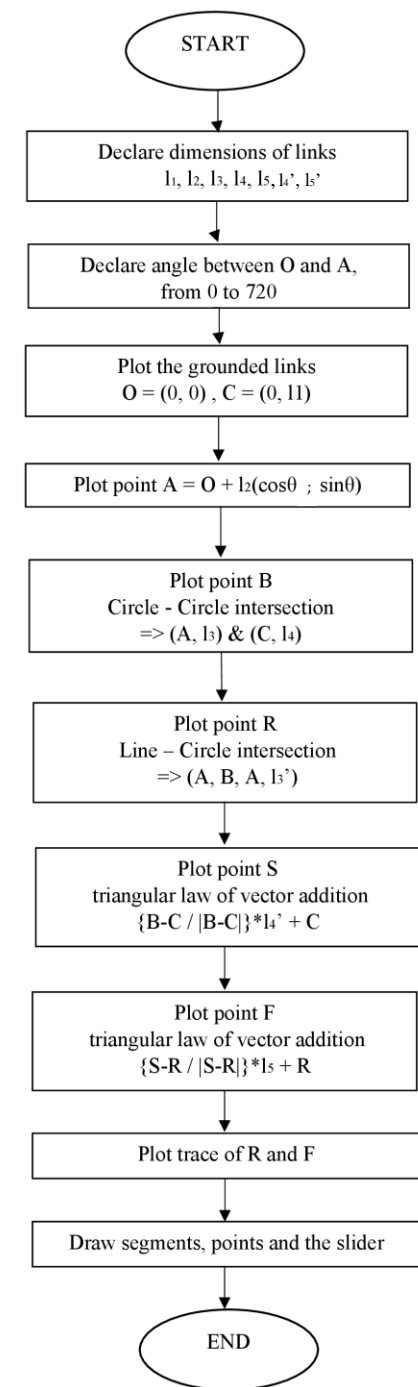 START
Declare dimensions of links
l₁, l₂, l₃, l₄, l₅, l₄’, l₅’
Declare angle between O and A,
from 0 to 720
Plot the grounded links
O = (0, 0) , C = (0, l1)
Plot point A = O + l₂(cosθ ; sinθ)
Plot point B
Circle - Circle intersection
=> (A, l₃) & (C, l₄)
Plot point R
Line – Circle intersection
=> (A, B, A, l₃’)
Plot point S
triangular law of vector addition
{B-C / |B-C|}*l₄’ + C
Plot point F
triangular law of vector addition
{S-R / |S-R|}*l₅ + R
Plot trace of R and F
Draw segments, points and the slider
END